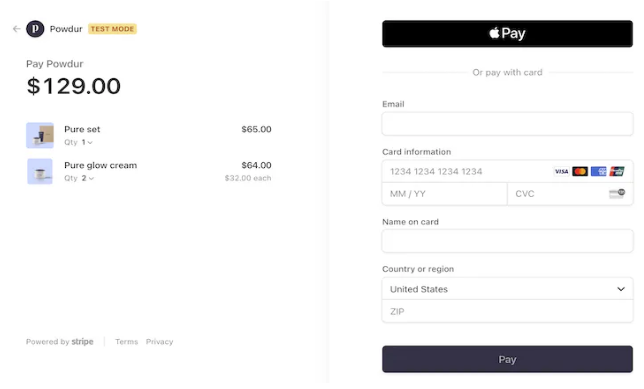 Powdur TEST MODE
Pay Powdur
$129.00
Pure set $65.00
Qty 1
Pure glow cream $64.00
Qty 2 $32.00 each
Powered by stripe Terms Privacy
Pay
Or pay with card
Email
Card information
1234 1234 1234 1234 VISA
MM / YY CVC
Name on card
Country or region
United States
ZIP
Pay